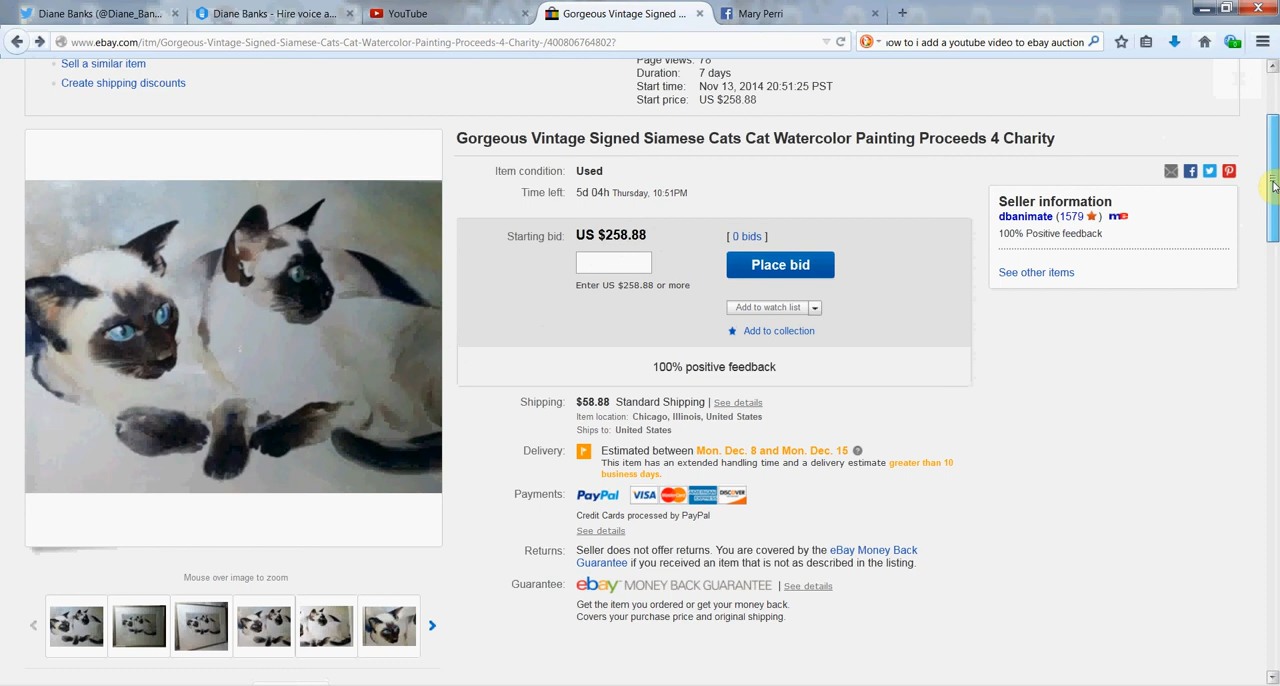 Diane Banks (@Diane_Ban...
Diane Banks - Hire voice a...
YouTube
Gorgeous Vintage Signed ...
Mary Perri
www.ebay.com/itm/Gorgeous-Vintage-Signed-Siamese-Cats-Cat-Watercolor-Painting-Proceeds-4-Charity-/400806764802?
ow to i add a youtube video to ebay auction
Sell a similar item
Create shipping discounts
Page views: 78
Duration: 7 days
Start time: Nov 13, 2014 20:51:25 PST
Start price: US $258.88
Gorgeous Vintage Signed Siamese Cats Cat Watercolor Painting Proceeds 4 Charity
Item condition: Used
Time left: 5d 04h Thursday, 10:51PM
Starting bid: US $258.88 [ 0 bids ]
Place bid
Enter US $258.88 or more
Add to watch list
Add to collection
100% positive feedback
Seller information
dbanimate (1579 ) me
100% Positive feedback
See other items
Shipping: $58.88 Standard Shipping | See details
Item location: Chicago, Illinois, United States
Ships to: United States
Delivery: Estimated between Mon. Dec. 8 and Mon. Dec. 15
This item has an extended handling time and a delivery estimate greater than 10
business days.
Payments: PayPal VISA MasterCard AMERICAN EXPRESS DISCOVER
Credit Cards processed by PayPal
See details
Returns: Seller does not offer returns. You are covered by the eBay Money Back
Guarantee if you received an item that is not as described in the listing.
Guarantee: ebay MONEY BACK GUARANTEE | See details
Get the item you ordered or get your money back.
Covers your purchase price and original shipping.
Mouse over image to zoom